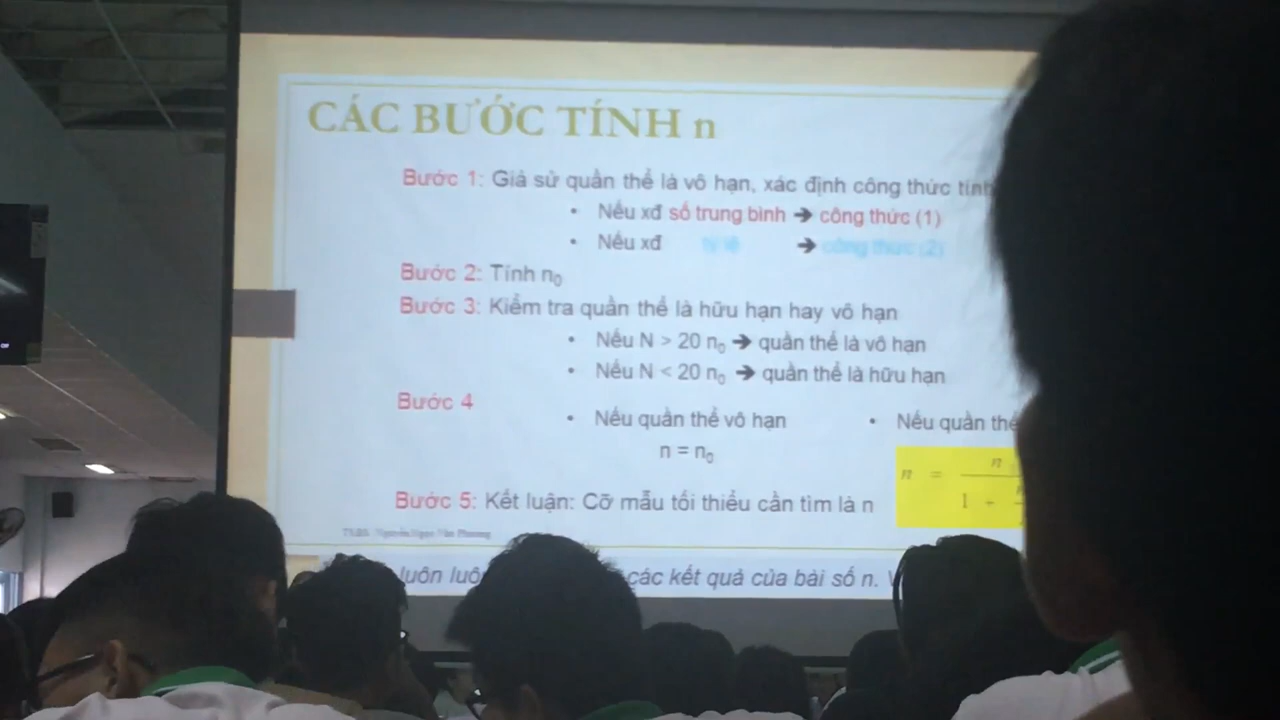 CÁC BƯỚC TÍNH n
Bước 1: Giả sử quần thể là vô hạn, xác định công thức tính
• Nếu xđ số trung bình ➔ công thức (1)
• Nếu xđ tỷ lệ ➔ công thức (2)
Bước 2: Tính n₀
Bước 3: Kiểm tra quần thể là hữu hạn hay vô hạn
• Nếu N > 20 n₀ ➔ quần thể là vô hạn
• Nếu N < 20 n₀ ➔ quần thể là hữu hạn
Bước 4
• Nếu quần thể vô hạn
• Nếu quần thể
n = n₀
n =
n
1 +
Bước 5: Kết luận: Cỡ mẫu tối thiểu cần tìm là n
luôn các kết quả của bài số n.